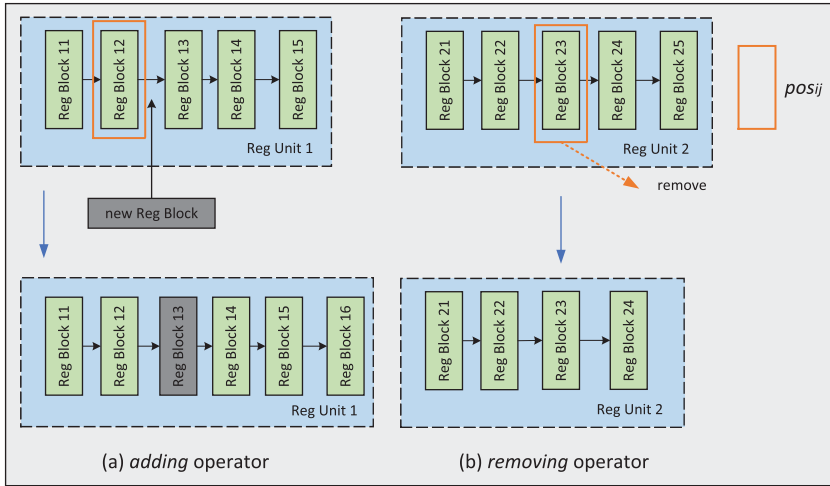 Reg Block 11
Reg Block 12
Reg Block 13
Reg Block 14
Reg Block 15
Reg Unit 1
new Reg Block
Reg Block 11
Reg Block 12
Reg Block 13
Reg Block 14
Reg Block 15
Reg Block 16
Reg Unit 1
(a) adding operator
Reg Block 21
Reg Block 22
Reg Block 23
Reg Block 24
Reg Block 25
Reg Unit 2
remove
posij
Reg Block 21
Reg Block 22
Reg Block 23
Reg Block 24
Reg Unit 2
(b) removing operator